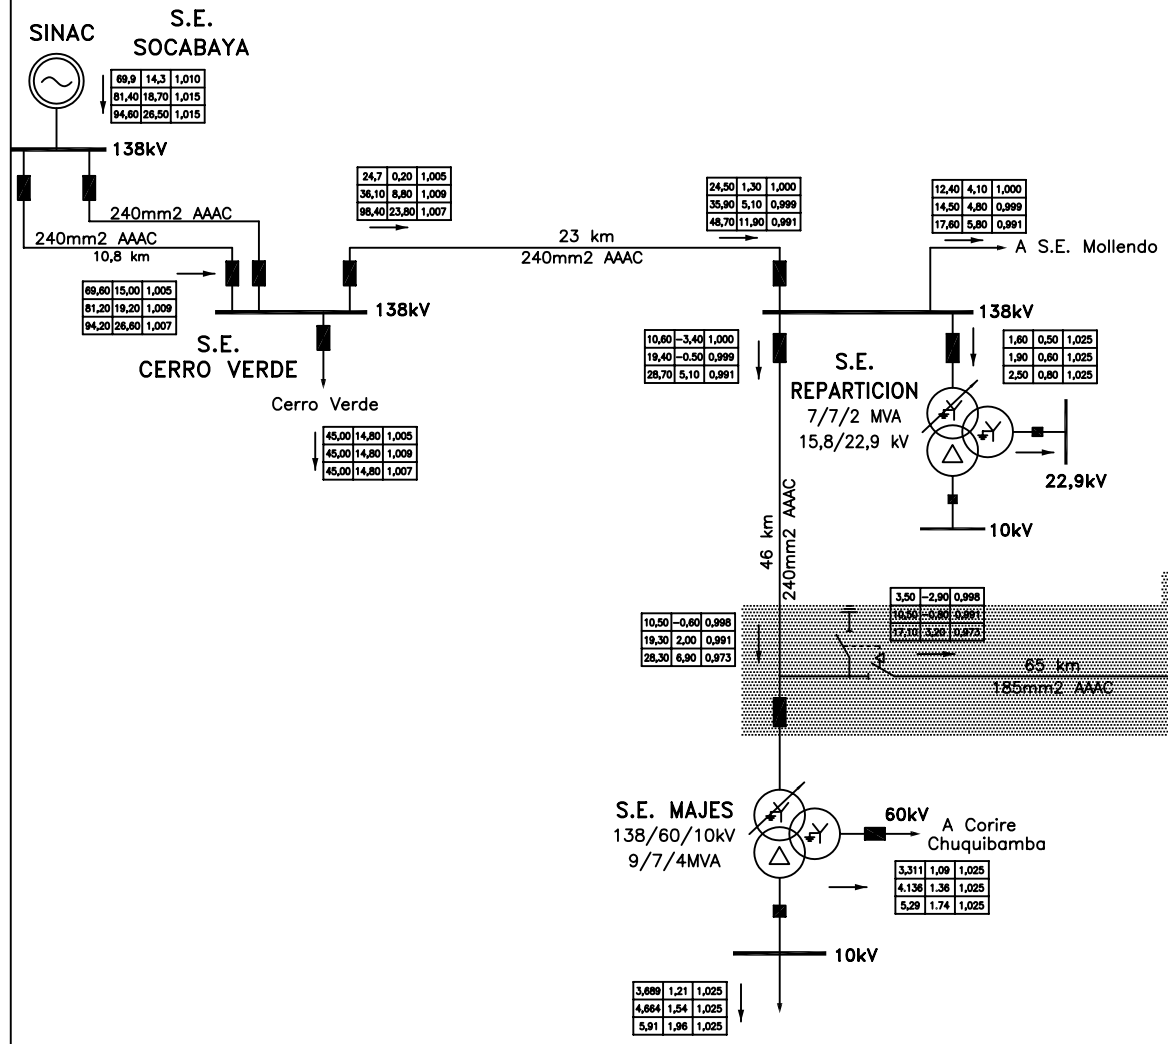 SINAC
S.E.
SOCABAYA
69,9 14,3 1,010
81,40 18,70 1,015
94,60 26,50 1,015
138kV
240mm2 AAAC
240mm2 AAAC
10,8 km
69,60 15,00 1,005
81,20 19,20 1,009
94,20 26,60 1,007
138kV
S.E.
CERRO VERDE
Cerro Verde
45,00 14,80 1,005
45,00 14,80 1,009
45,00 14,80 1,007
24,7 0,20 1,005
36,10 8,80 1,009
98,40 23,80 1,007
23 km
240mm2 AAAC
24,50 1,30 1,000
35,90 5,10 0,999
48,70 11,90 0,991
12,40 4,10 1,000
14,50 4,80 0,999
17,60 5,80 0,991
A S.E. Mollendo
138kV
10,60 -3,40 1,000
19,40 -0.50 0,999
28,70 5,10 0,991
S.E.
REPARTICION
7/7/2 MVA
15,8/22,9 kV
1,60 0,50 1,025
1,90 0,60 1,025
2,50 0,80 1,025
22,9kV
10kV
46 km
240mm2 AAAC
10,50 -0,60 0,998
19,30 2,00 0,991
28,30 6,90 0,973
3,50 -2,90 0,998
10,50 -0,80 0,991
17,10 3,20 0,973
65 km
185mm2 AAAC
S.E. MAJES
138/60/10kV
9/7/4MVA
60kV
A Corire
Chuquibamba
3,311 1,09 1,025
4.136 1.36 1,025
5,29 1.74 1,025
10kV
3,689 1,21 1,025
4,664 1,54 1,025
5,91 1,96 1,025